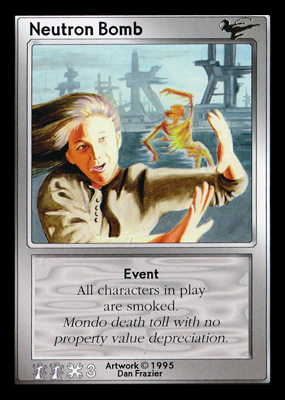 Neutron Bomb
Event
All characters in play
are smoked.
Mondo death toll with no
property value depreciation.
3
Artwork © 1995
Dan Frazier